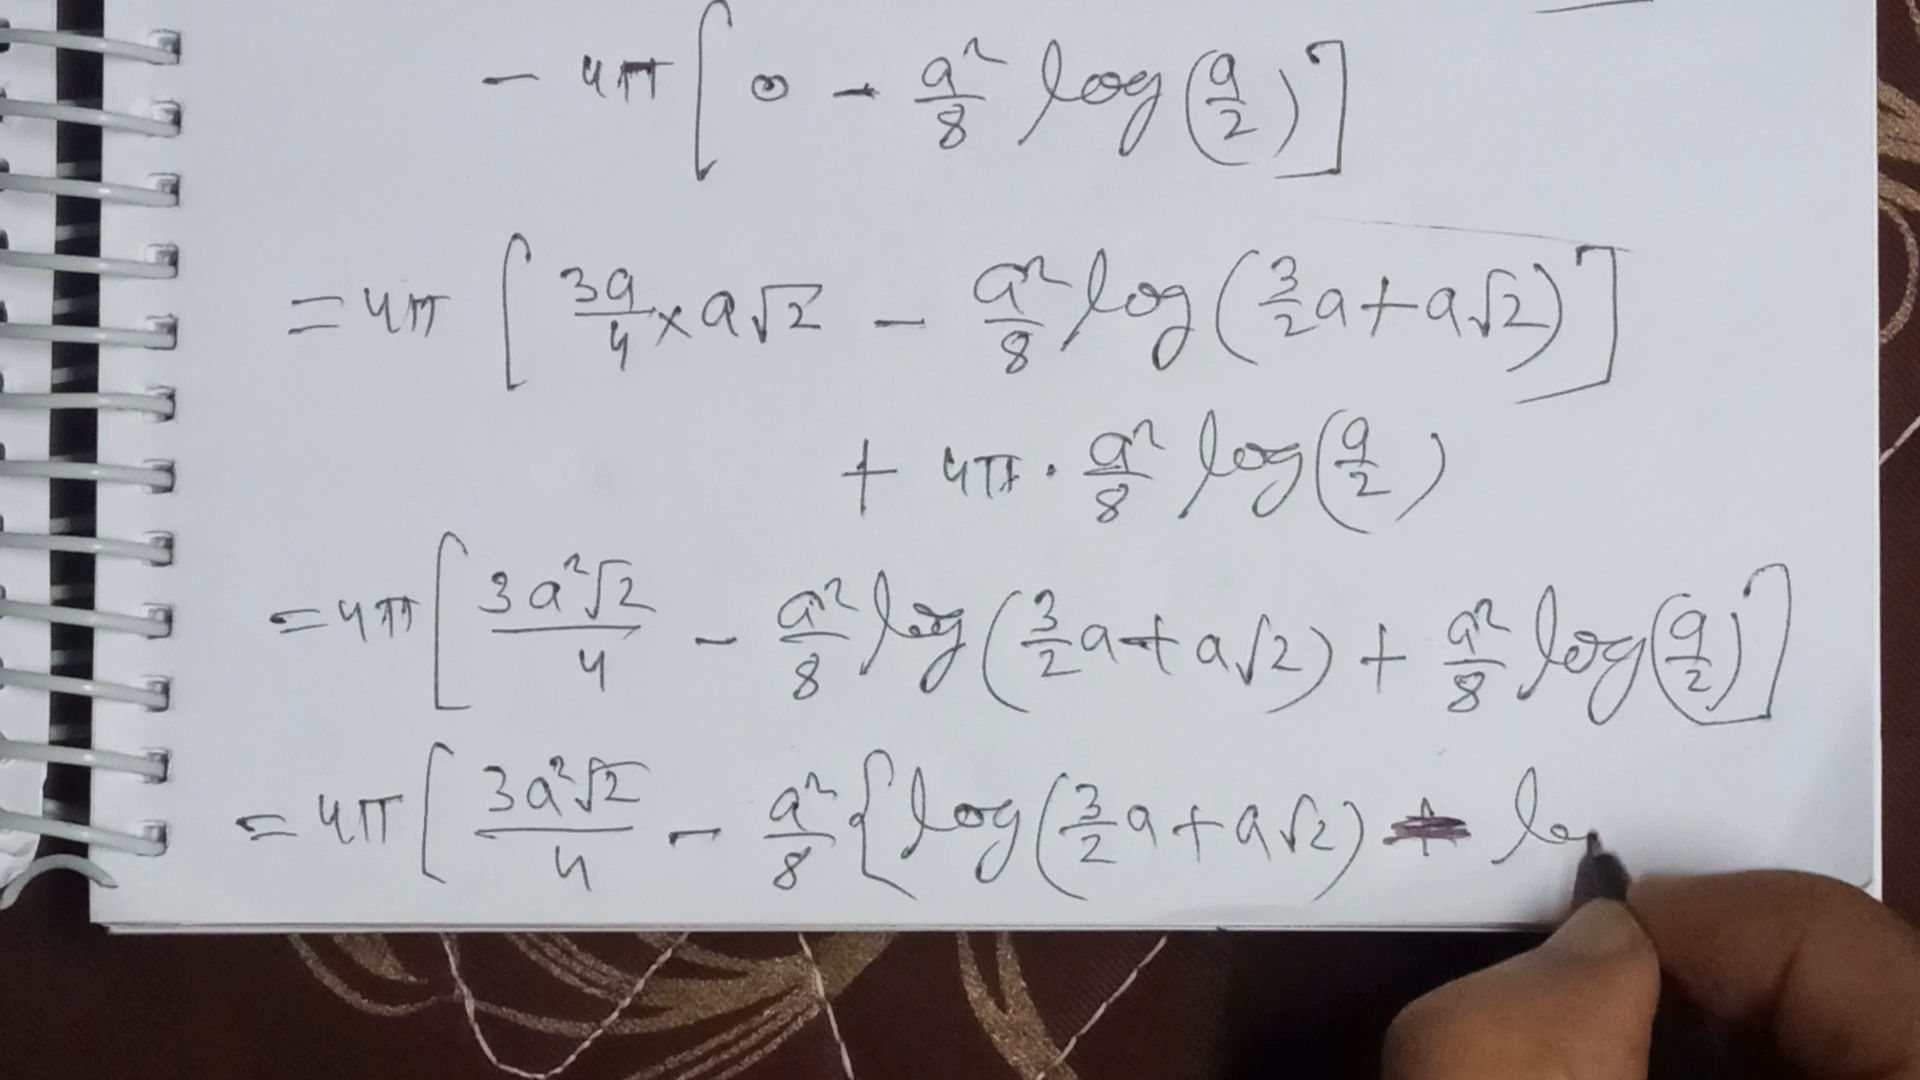 − 4π [ 0 − a²/8 log (a/2) ]
= 4π [ 3a/4 × a√2 − a²/8 log (3/2 a + a√2) ]
+ 4π · a²/8 log (a/2)
= 4π [ 3a²√2/4 − a²/8 log (3/2 a + a√2) + a²/8 log (a/2) ]
= 4π [ 3a²√2/4 − a²/8 { log (3/2 a + a√2) − lo